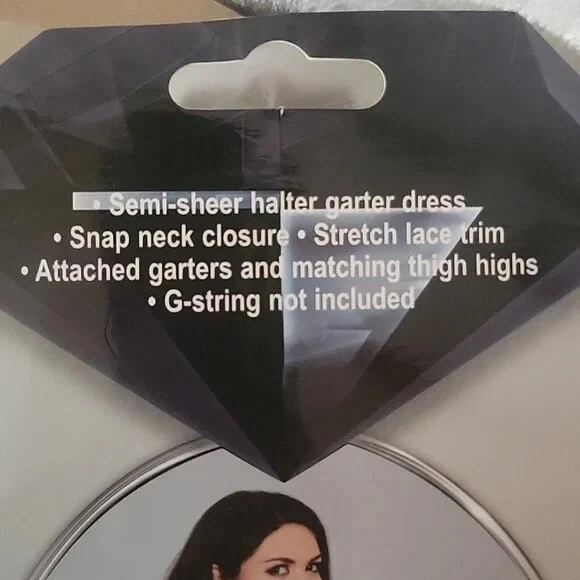 • Semi-sheer halter garter dress
• Snap neck closure • Stretch lace trim
• Attached garters and matching thigh highs
• G-string not included